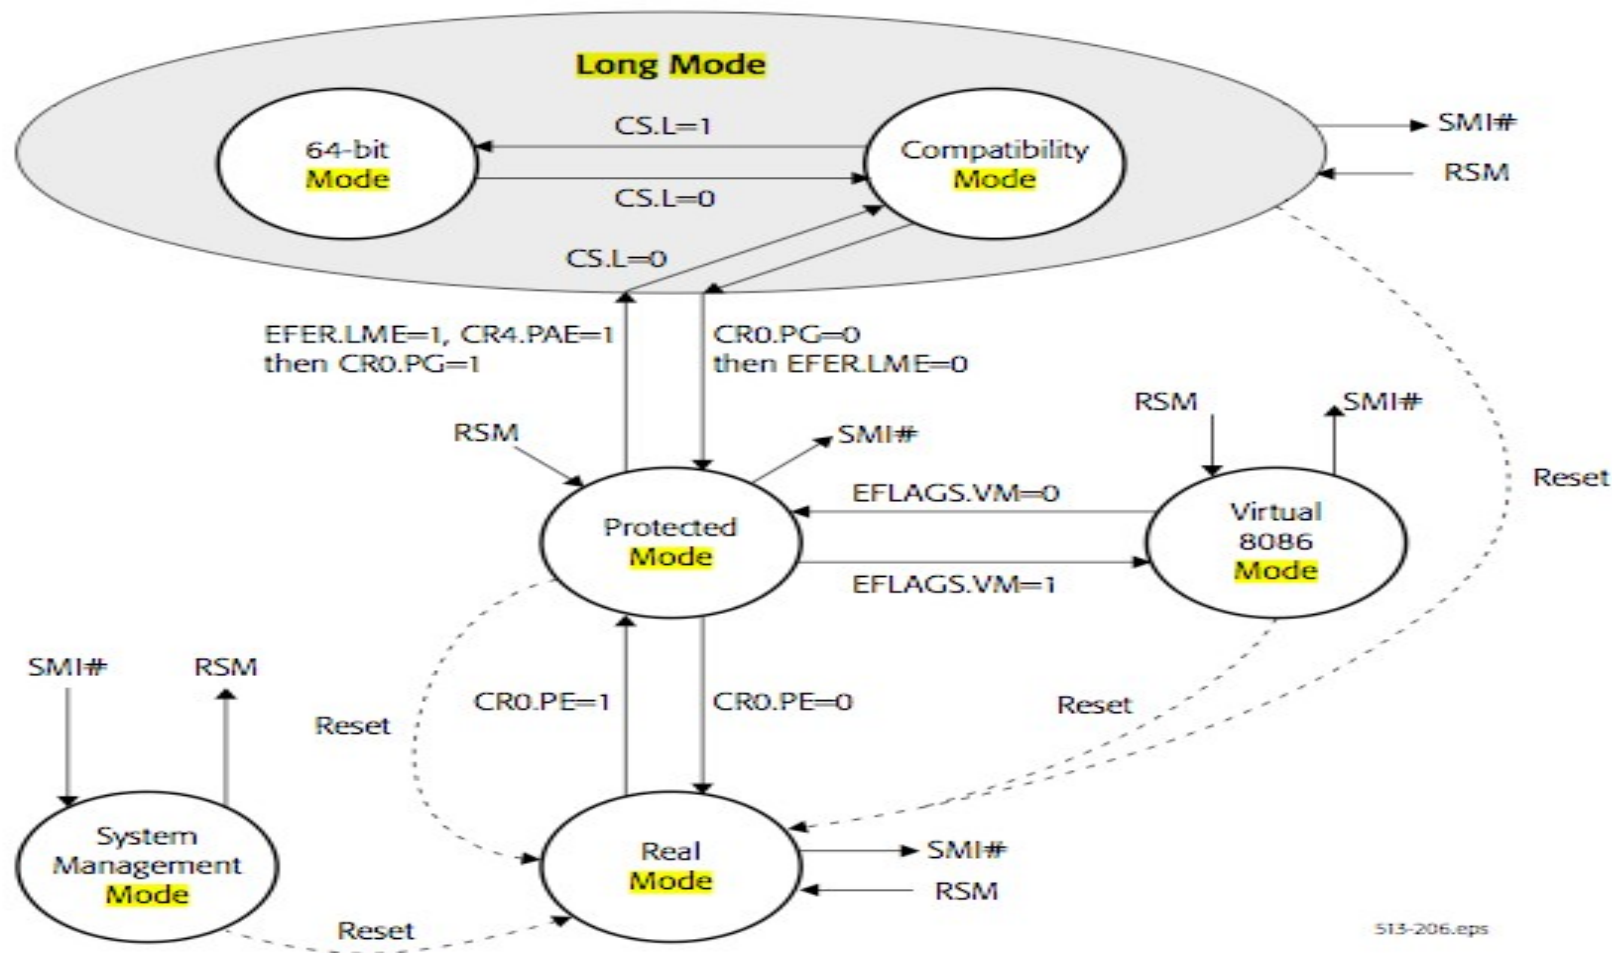 Long Mode
64-bit
Mode
CS.L=1
CS.L=0
Compatibility
Mode
SMI#
RSM
CS.L=0
EFER.LME=1, CR4.PAE=1
then CR0.PG=1
CR0.PG=0
then EFER.LME=0
RSM
SMI#
RSM
SMI#
Reset
Protected
Mode
EFLAGS.VM=0
EFLAGS.VM=1
Virtual
8086
Mode
SMI#
RSM
Reset
CR0.PE=1
CR0.PE=0
Reset
System
Management
Mode
Reset
Real
Mode
SMI#
RSM
513-206.eps